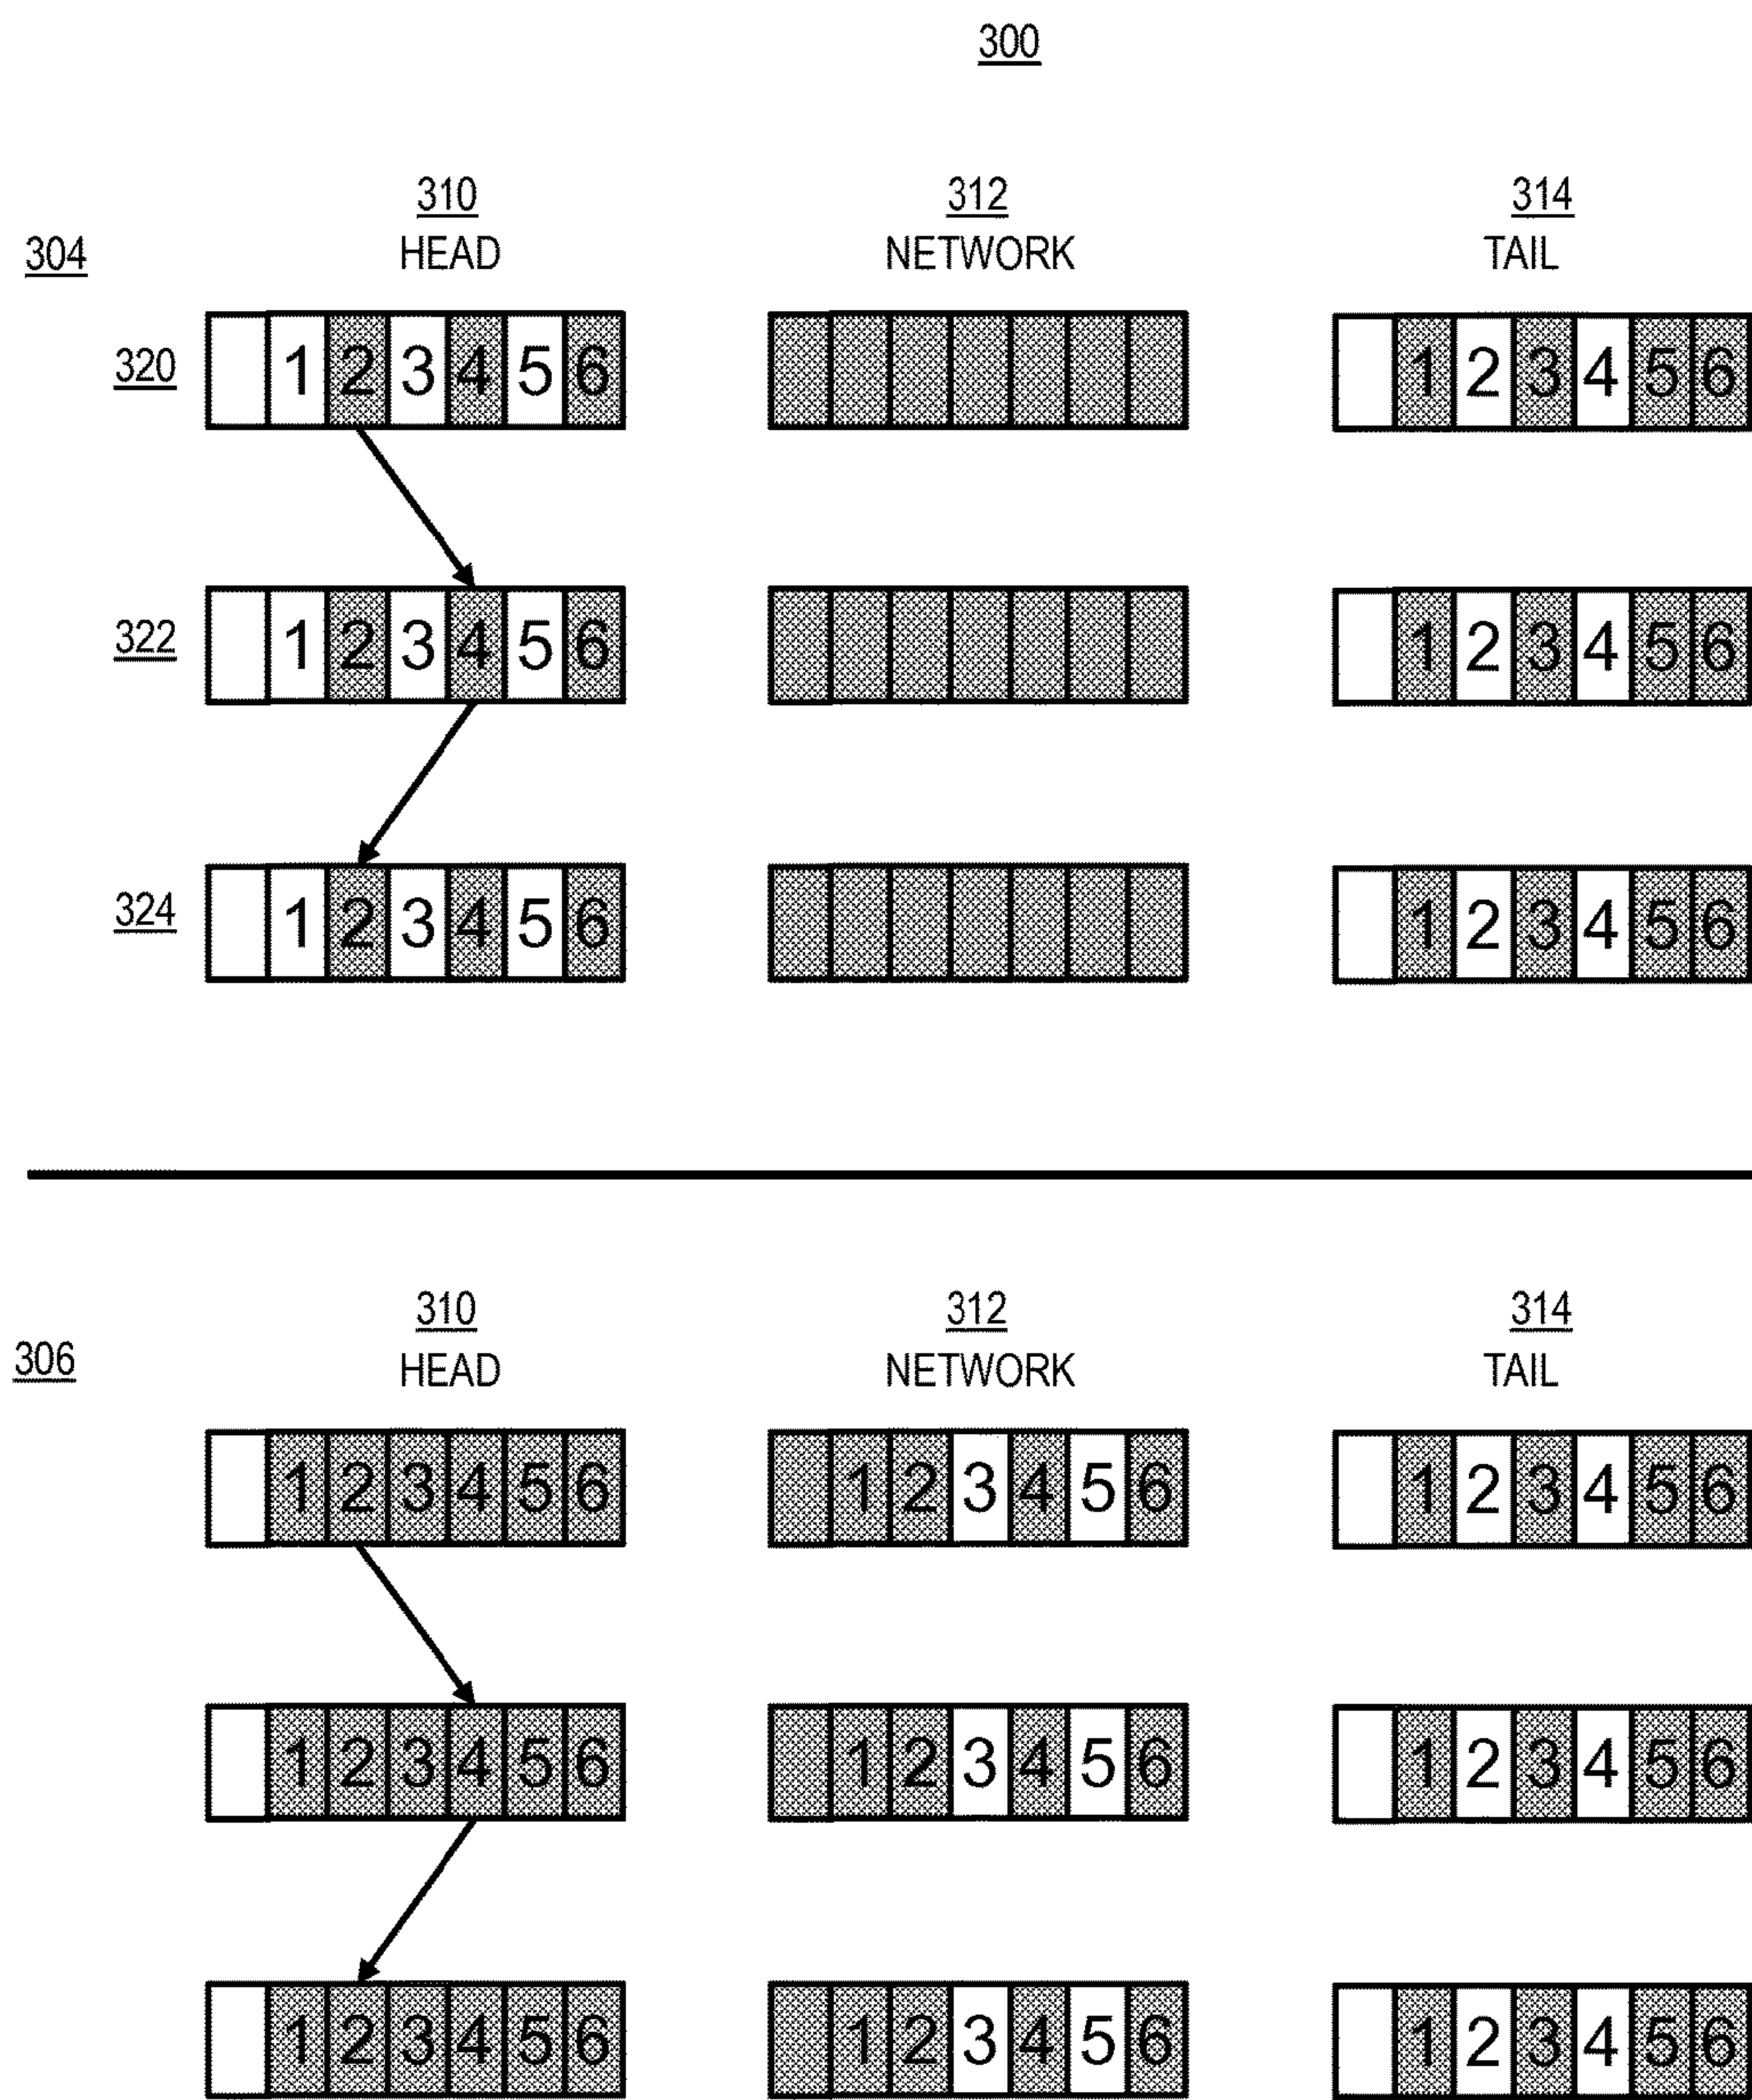 300
310 312 314
304 HEAD NETWORK TAIL
320 1 2 3 4 5 6 1 2 3 4 5 6
322 1 2 3 4 5 6 1 2 3 4 5 6
324 1 2 3 4 5 6 1 2 3 4 5 6
310 312 314
306 HEAD NETWORK TAIL
1 2 3 4 5 6 1 2 3 4 5 6 1 2 3 4 5 6
1 2 3 4 5 6 1 2 3 4 5 6 1 2 3 4 5 6
1 2 3 4 5 6 1 2 3 4 5 6 1 2 3 4 5 6